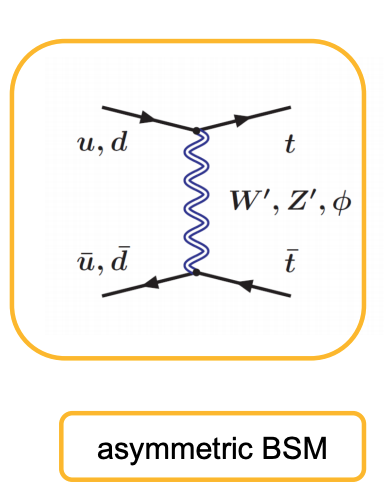 u, d
t
W′, Z′, ϕ
ū, d̄
t̄
asymmetric BSM